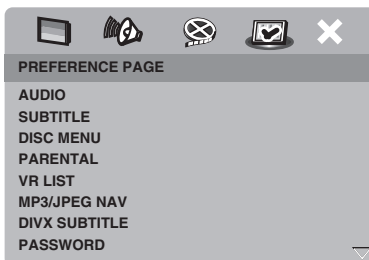 PREFERENCE PAGE
AUDIO
SUBTITLE
DISC MENU
PARENTAL
VR LIST
MP3/JPEG NAV
DIVX SUBTITLE
PASSWORD